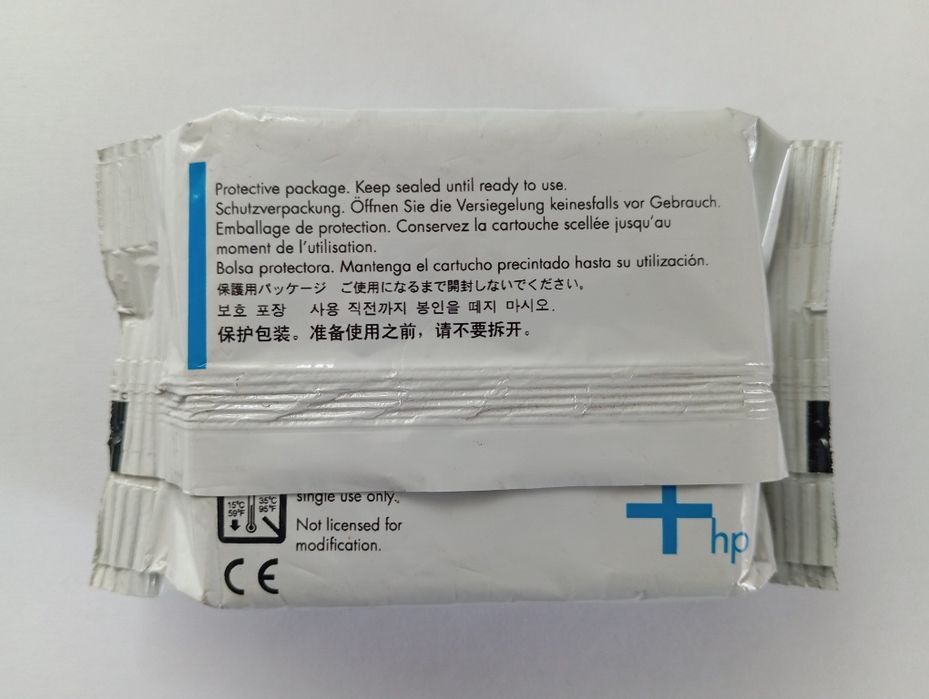 Protective package. Keep sealed until ready to use.
Schutzverpackung. Öffnen Sie die Versiegelung keinesfalls vor Gebrauch.
Emballage de protection. Conservez la cartouche scellée jusqu'au
moment de l'utilisation.
Bolsa protectora. Mantenga el cartucho precintado hasta su utilización.
保護用パッケージ ご使用になるまで開封しないでください。
보호 포장 사용 직전까지 봉인을 떼지 마시오.
保护包装。准备使用之前，请不要拆开。
single use only.
15°C 35°C
59°F 95°F
Not licensed for
modification.
hp
CE